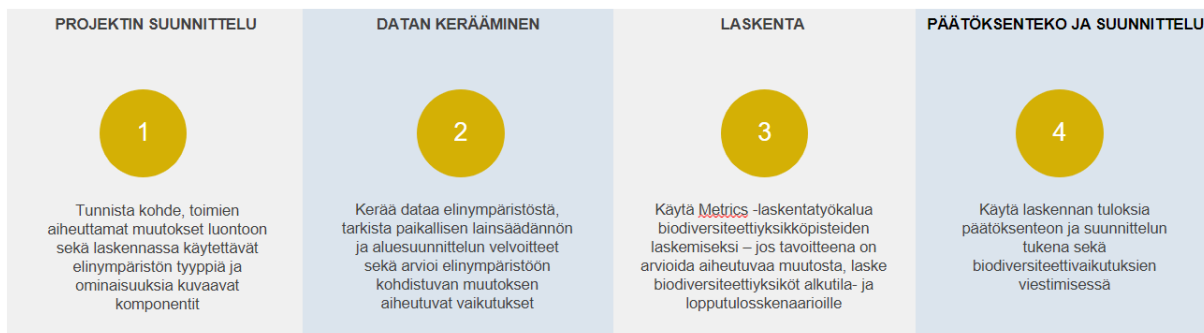 PROJEKTIN SUUNNITTELU
1
Tunnista kohde, toimien
aiheuttamat muutokset luontoon
sekä laskennassa käytettävät
elinympäristön tyyppiä ja
ominaisuuksia kuvaavat
komponentit
DATAN KERÄÄMINEN
2
Kerää dataa elinympäristöstä,
tarkista paikallisen lainsäädännön
ja aluesuunnittelun velvoitteet
sekä arvioi elinympäristöön
kohdistuvan muutoksen
aiheutuvat vaikutukset
LASKENTA
3
Käytä Metrics -laskentatyökalua
biodiversiteettiyksikköpisteiden
laskemiseksi – jos tavoitteena on
arvioida aiheutuvaa muutosta, laske
biodiversiteettiyksiköt alkutila- ja
lopputulosskenaarioille
PÄÄTÖKSENTEKO JA SUUNNITTELU
4
Käytä laskennan tuloksia
päätöksenteon ja suunnittelun
tukena sekä
biodiversiteettivaikutuksien
viestimisessä